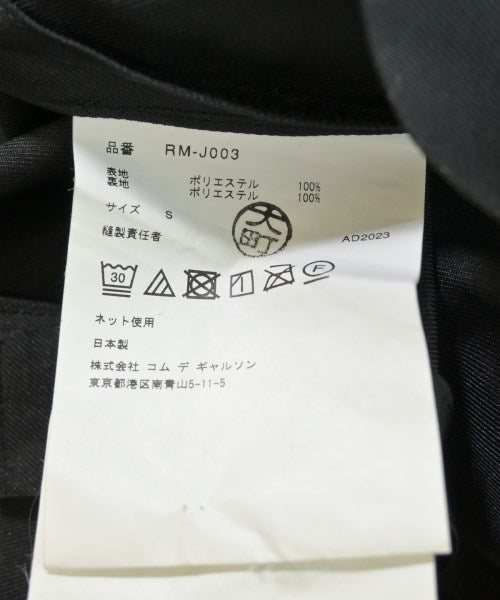 品番 RM-J003
表地 ポリエステル 100%
裏地 ポリエステル 100%
サイズ S
縫製責任者 大町 AD2023
30 F
ネット使用
日本製
株式会社 コム デ ギャルソン
東京都港区南青山5-11-5